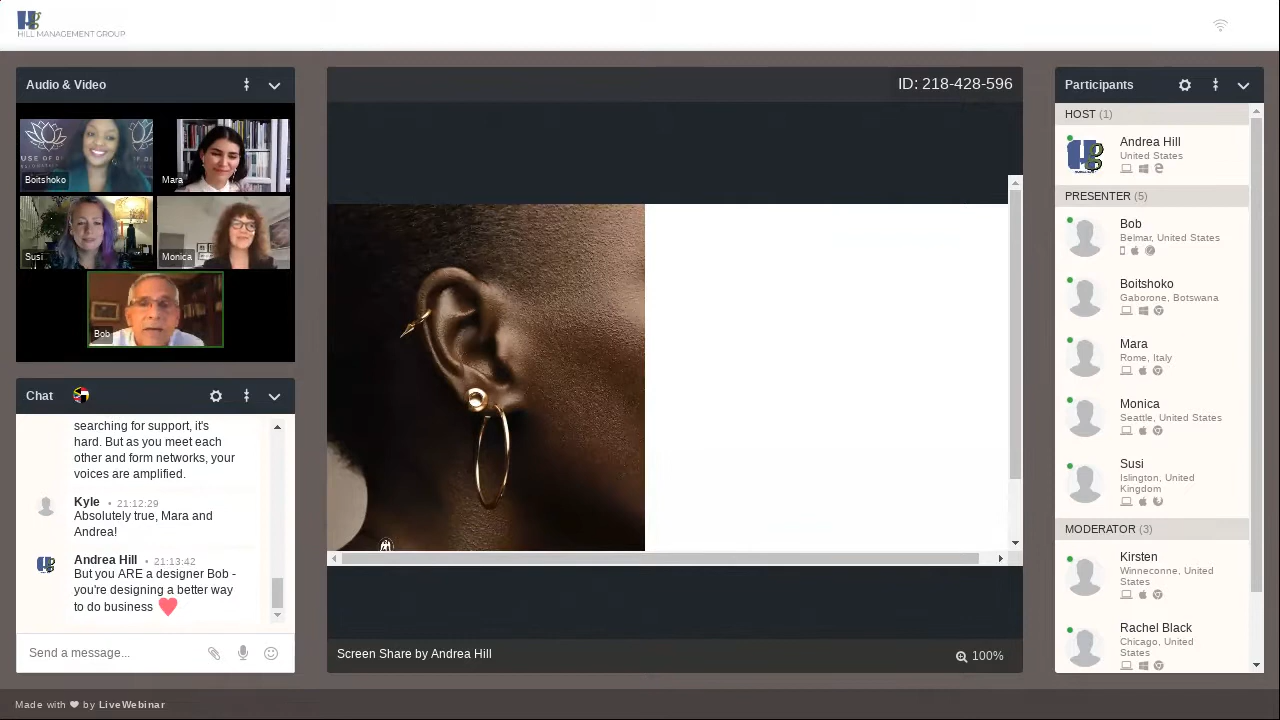 Hg
HILL MANAGEMENT GROUP
Audio & Video
Boitshoko
Mara
Susi
Monica
Bob
Chat
searching for support, it's
hard. But as you meet each
other and form networks, your
voices are amplified.
Kyle • 21:12:29
Absolutely true, Mara and
Andrea!
Andrea Hill • 21:13:42
But you ARE a designer Bob -
you're designing a better way
to do business
Send a message...
Made with by LiveWebinar
ID: 218-428-596
Screen Share by Andrea Hill
100%
Participants
HOST (1)
Andrea Hill
United States
PRESENTER (5)
Bob
Belmar, United States
Boitshoko
Gaborone, Botswana
Mara
Rome, Italy
Monica
Seattle, United States
Susi
Islington, United
Kingdom
MODERATOR (3)
Kirsten
Winneconne, United
States
Rachel Black
Chicago, United
States